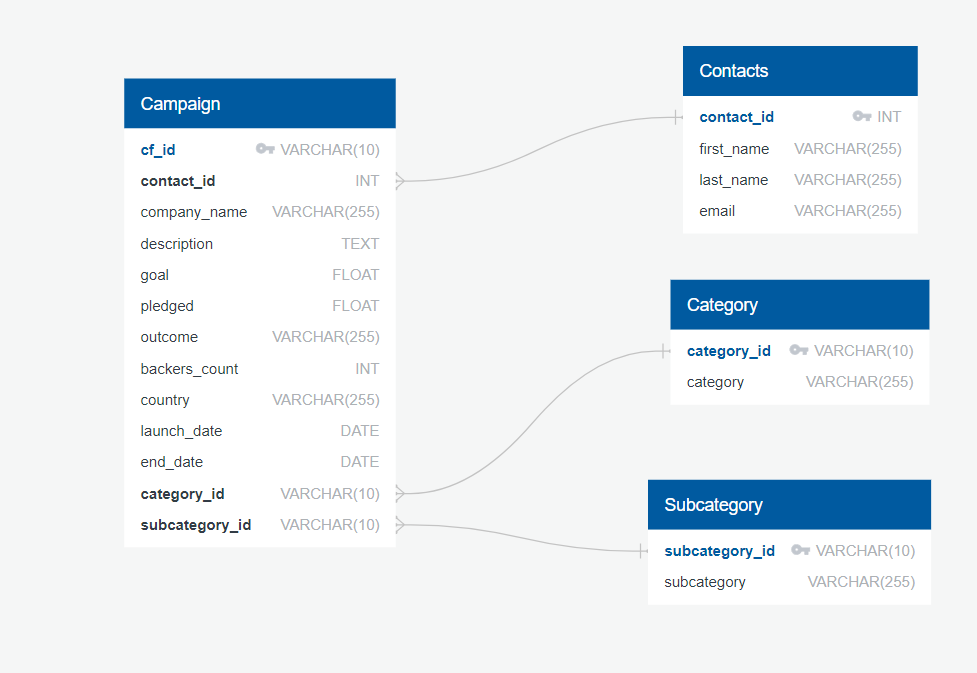 Campaign
cf_id VARCHAR(10)
contact_id INT
company_name VARCHAR(255)
description TEXT
goal FLOAT
pledged FLOAT
outcome VARCHAR(255)
backers_count INT
country VARCHAR(255)
launch_date DATE
end_date DATE
category_id VARCHAR(10)
subcategory_id VARCHAR(10)
Contacts
contact_id INT
first_name VARCHAR(255)
last_name VARCHAR(255)
email VARCHAR(255)
Category
category_id VARCHAR(10)
category VARCHAR(255)
Subcategory
subcategory_id VARCHAR(10)
subcategory VARCHAR(255)